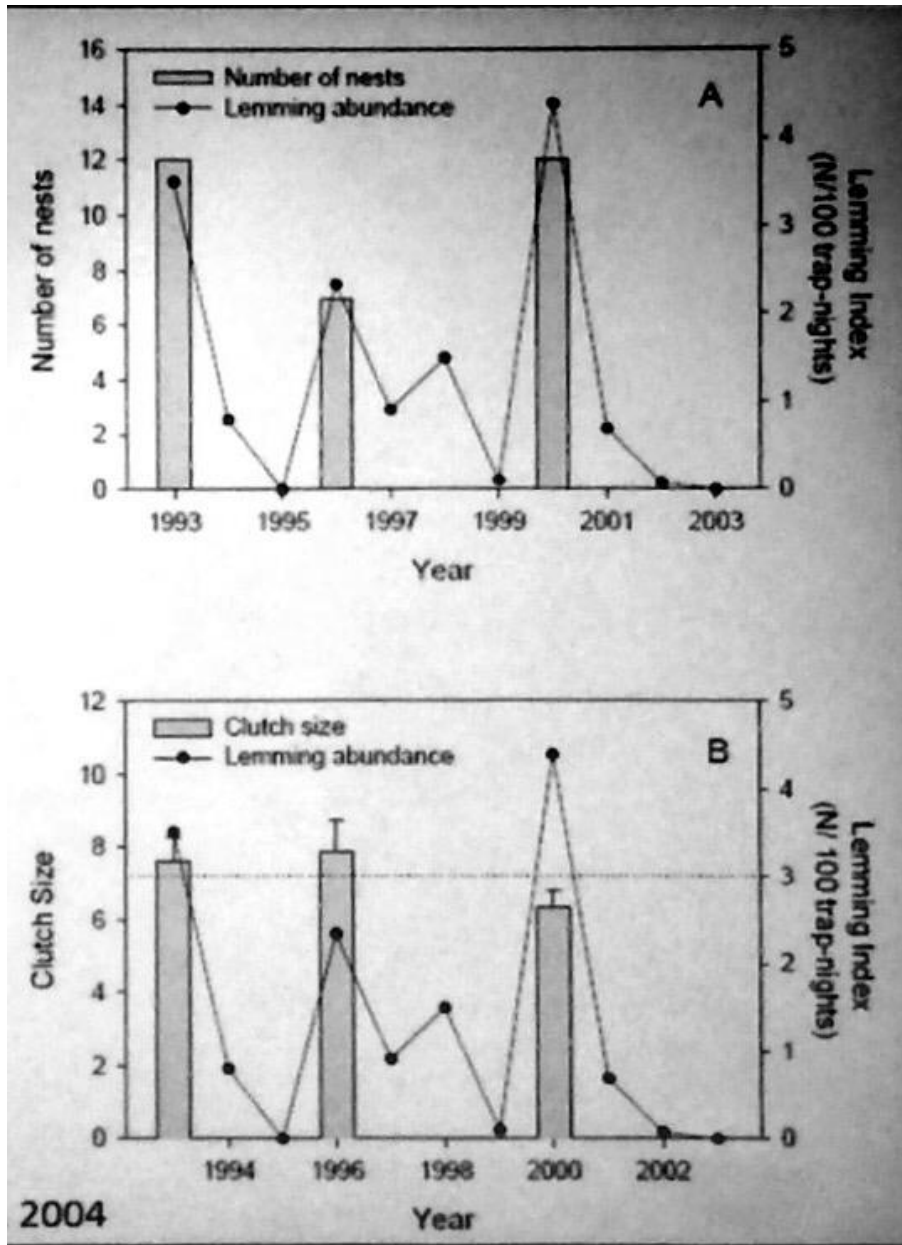 16
14
12
10
8
6
4
2
0
Number of nests
Number of nests
Lemming abundance
A
5
4
3
2
1
0
Lemming Index
(N/100 trap-nights)
1993 1995 1997 1999 2001 2003
Year
12
10
8
6
4
2
0
Clutch Size
Clutch size
Lemming abundance
B
5
4
3
2
1
0
Lemming Index
(N/ 100 trap-nights)
1994 1996 1998 2000 2002
Year
2004